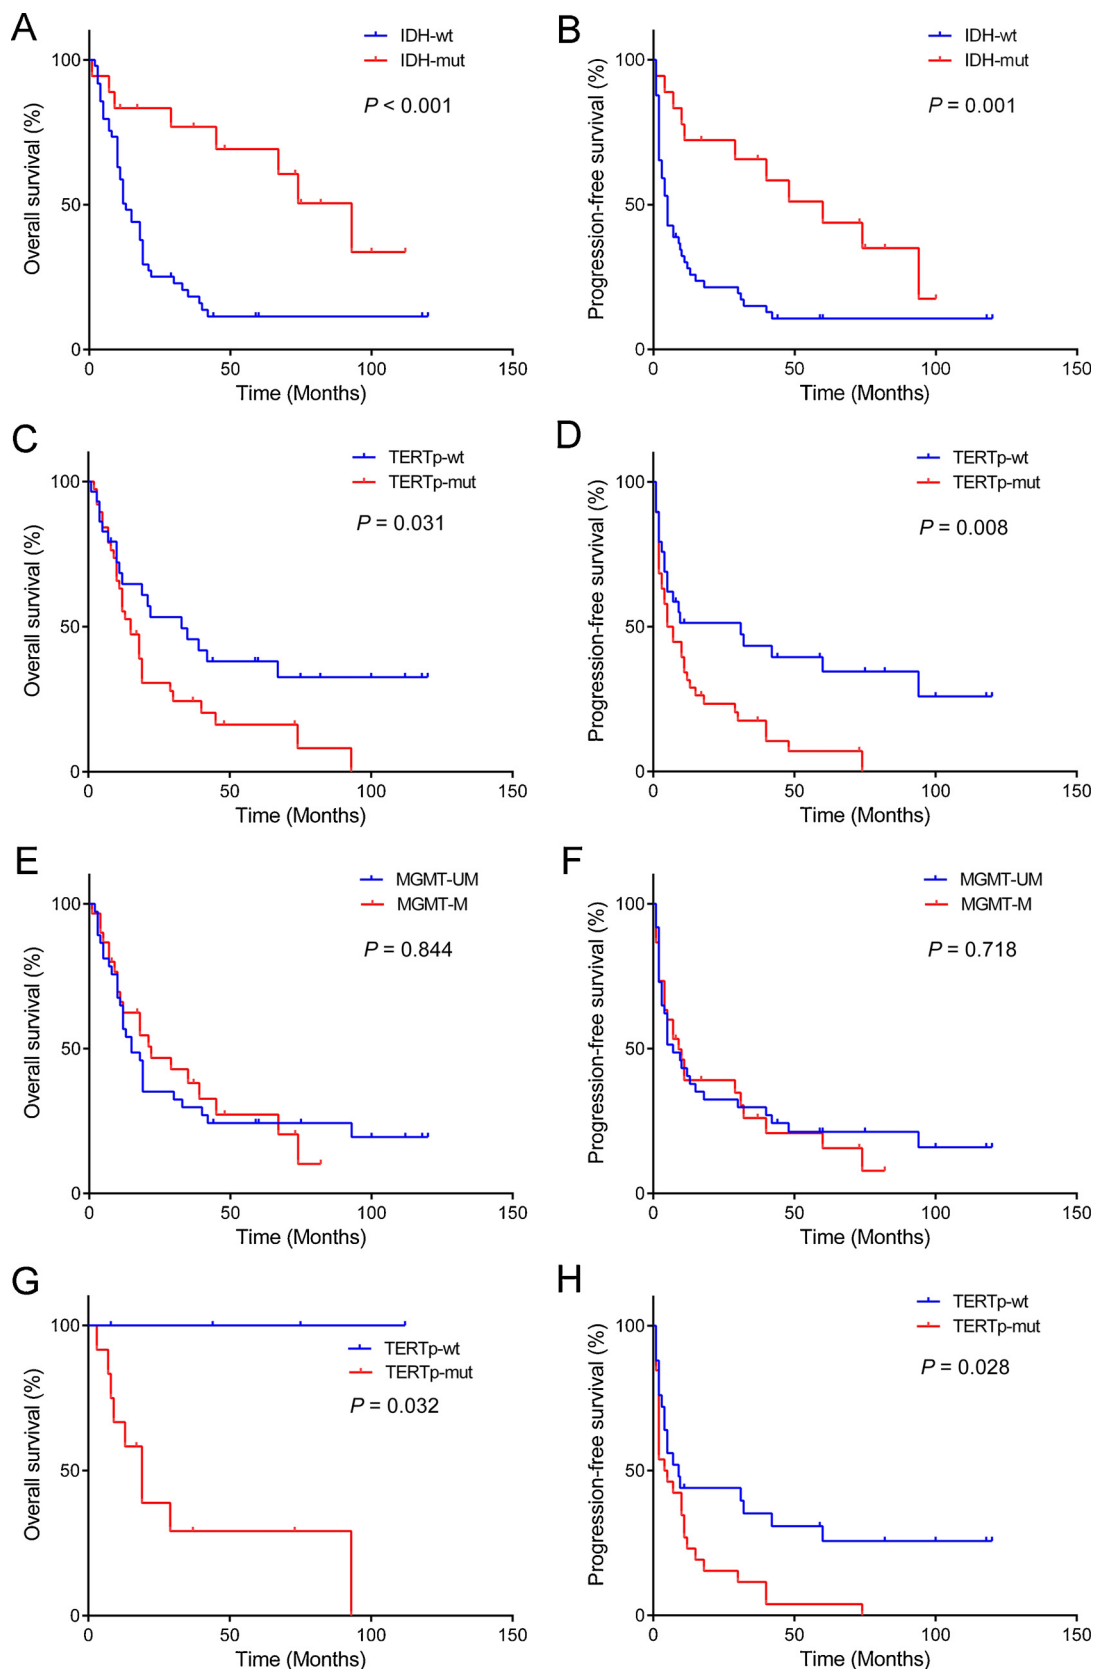 A
IDH-wt
IDH-mut
P < 0.001
Overall survival (%)
100
50
0
0 50 100 150
Time (Months)
B
IDH-wt
IDH-mut
P = 0.001
Progression-free survival (%)
100
50
0
0 50 100 150
Time (Months)
C
TERTp-wt
TERTp-mut
P = 0.031
Overall survival (%)
100
50
0
0 50 100 150
Time (Months)
D
TERTp-wt
TERTp-mut
P = 0.008
Progression-free survival (%)
100
50
0
0 50 100 150
Time (Months)
E
MGMT-UM
MGMT-M
P = 0.844
Overall survival (%)
100
50
0
0 50 100 150
Time (Months)
F
MGMT-UM
MGMT-M
P = 0.718
Progression-free survival (%)
100
50
0
0 50 100 150
Time (Months)
G
TERTp-wt
TERTp-mut
P = 0.032
Overall survival (%)
100
50
0
0 50 100 150
Time (Months)
H
TERTp-wt
TERTp-mut
P = 0.028
Progression-free survival (%)
100
50
0
0 50 100 150
Time (Months)